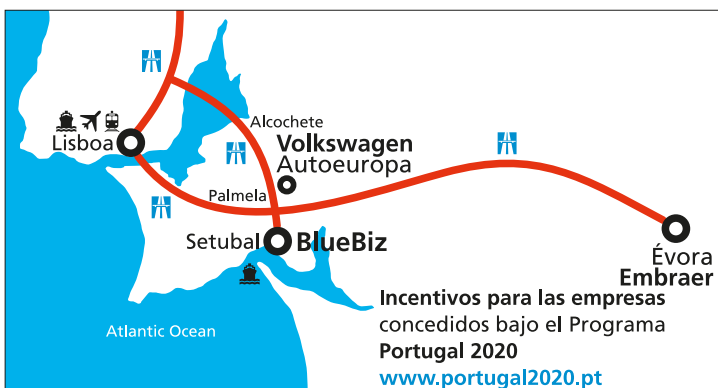 Alcochete
Volkswagen
Autoeuropa
Lisboa
Palmela
Setubal
BlueBiz
Évora
Embraer
Incentivos para las empresas
concedidos bajo el Programa
Portugal 2020
www.portugal2020.pt
Atlantic Ocean